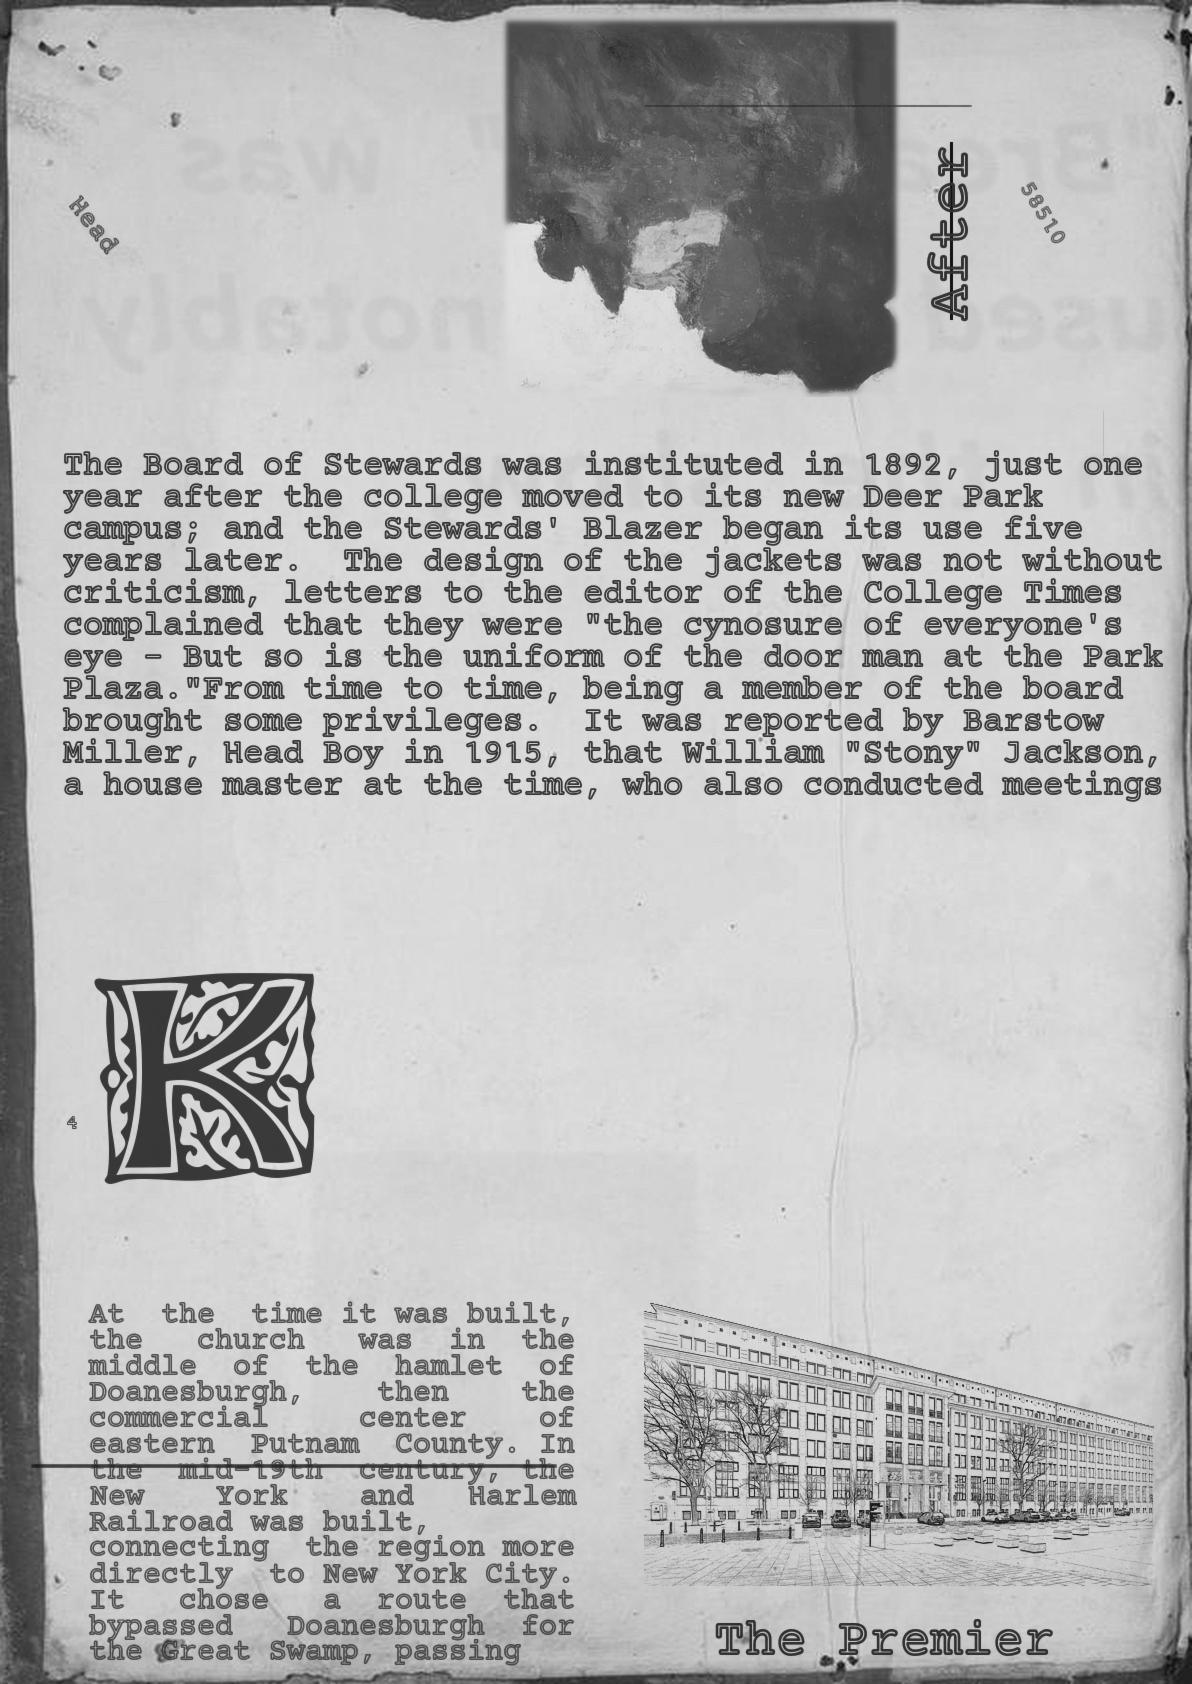 Head
After
58510
The Board of Stewards was instituted in 1892, just one
year after the college moved to its new Deer Park
campus; and the Stewards' Blazer began its use five
years later. The design of the jackets was not without
criticism, letters to the editor of the College Times
complained that they were "the cynosure of everyone's
eye – But so is the uniform of the door man at the Park
Plaza."From time to time, being a member of the board
brought some privileges. It was reported by Barstow
Miller, Head Boy in 1915, that William "Stony" Jackson,
a house master at the time, who also conducted meetings
K
4
At the time it was built,
the church was in the
middle of the hamlet of
Doanesburgh, then the
commercial center of
eastern Putnam County. In
the mid-19th century, the
New York and Harlem
Railroad was built,
connecting the region more
directly to New York City.
It chose a route that
bypassed Doanesburgh for
the Great Swamp, passing
The Premier